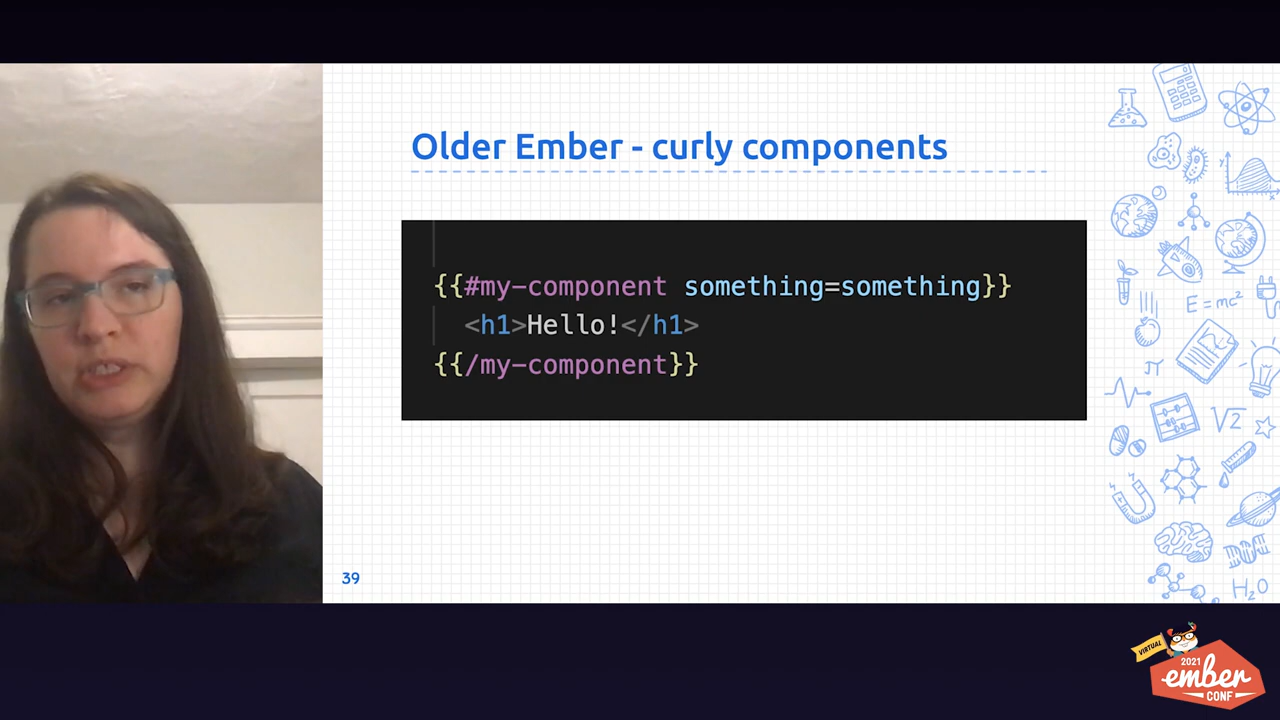 Older Ember - curly components
{{#my-component something=something}}
<h1>Hello!</h1>
{{/my-component}}
39
E=mc²
π
√2
H₂O
y
x
VIRTUAL
2021
ember
CONF